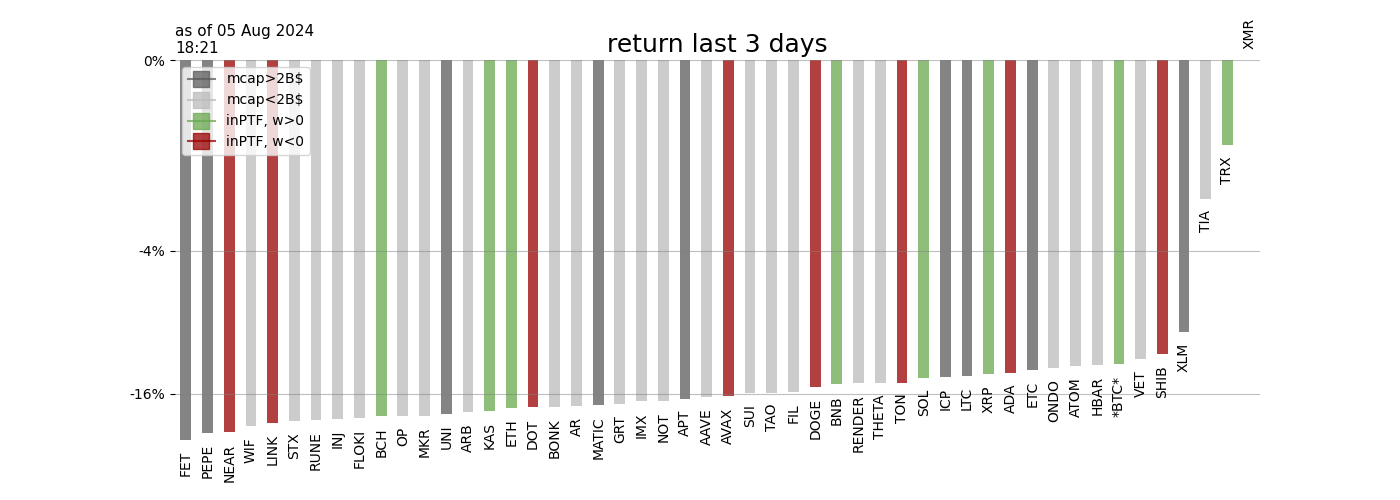 as of 05 Aug 2024
18:21
return last 3 days
XMR
0%
mcap>2B$
mcap<2B$
inPTF, w>0
inPTF, w<0
-4%
-16%
FET
PEPE
NEAR
WIF
LINK
STX
RUNE
INJ
FLOKI
BCH
OP
MKR
UNI
ARB
KAS
ETH
DOT
BONK
AR
MATIC
GRT
IMX
NOT
APT
AAVE
AVAX
SUI
TAO
FIL
DOGE
BNB
RENDER
THETA
TON
SOL
ICP
LTC
XRP
ADA
ETC
ONDO
ATOM
HBAR
*BTC*
VET
SHIB
XLM
TIA
TRX